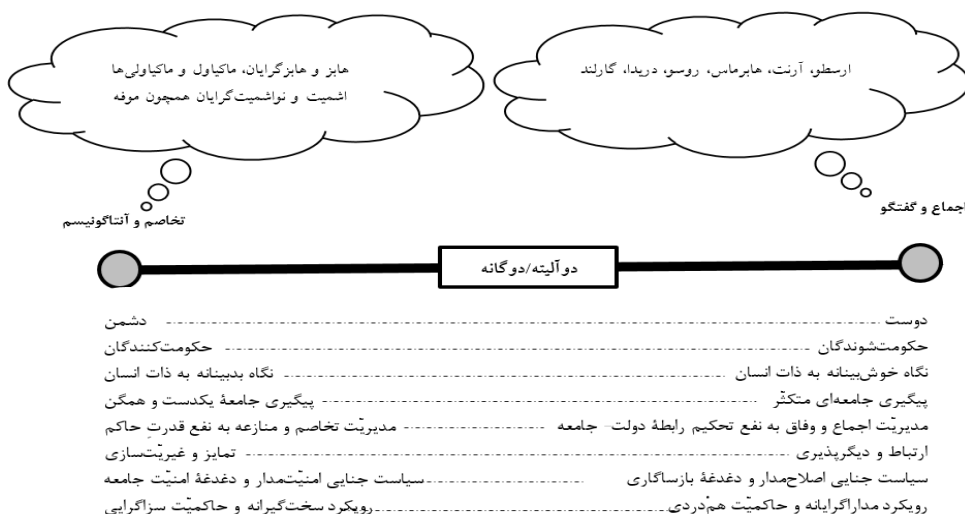 ارسطو، آرنت، هابرماس، روسو، دریدا، گارلند
هابز و هابزگرایان، ماکیاول و ماکیاولی‌ها
اشمیت و نواشمیت‌گرایان همچون موفه
اجماع و گفتگو
تخاصم و آنتاگونیسم
دوآلیته/دوگانه
دوست دشمن
حکومت‌شوندگان حکومت‌کنندگان
نگاه خوش‌بینانه به ذات انسان نگاه بدبینانه به ذات انسان
پیگیری جامعه‌ای متکثّر پیگیری جامعهٔ یکدست و همگن
مدیریّت اجماع و وفاق به نفع تحکیم رابطهٔ دولت- جامعه مدیریّت تخاصم و منازعه به نفع قدرتِ حاکم
ارتباط و دیگرپذیری تمایز و غیریّت‌سازی
سیاست جنایی اصلاح‌مدار و دغدغهٔ بازساگاری سیاست جنایی امنیّت‌مدار و دغدغهٔ امنیّت جامعه
رویکرد مداراگرایانه و حاکمیّت هم‌ْدردی رویکرد سخت‌گیرانه و حاکمیّت سزاگرایی